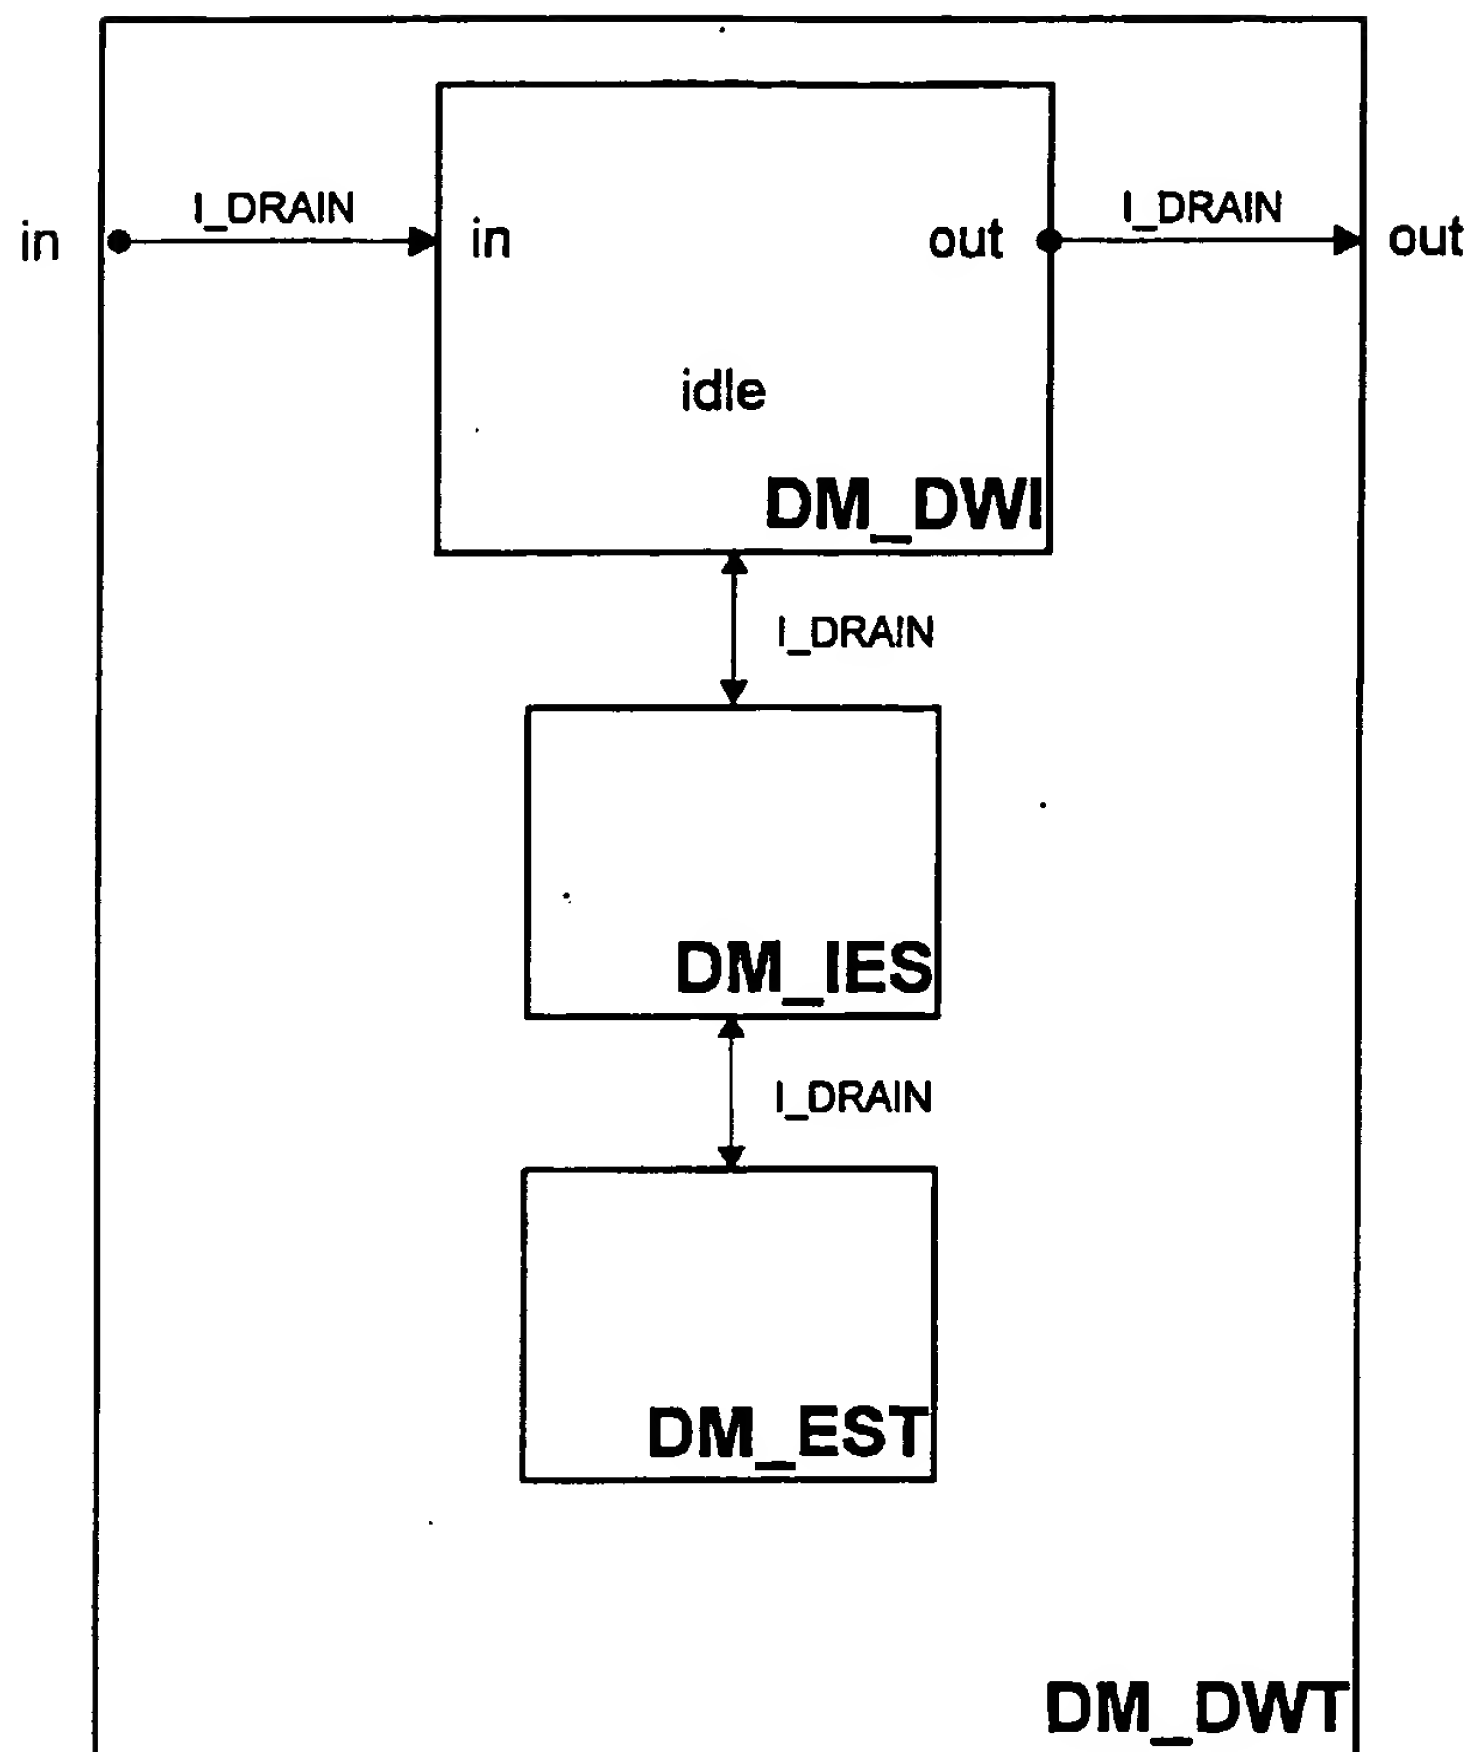 I_DRAIN
I_DRAIN
in
in
out
out
idle
DM_DWI
I_DRAIN
DM_IES
I_DRAIN
DM_EST
DM_DWT